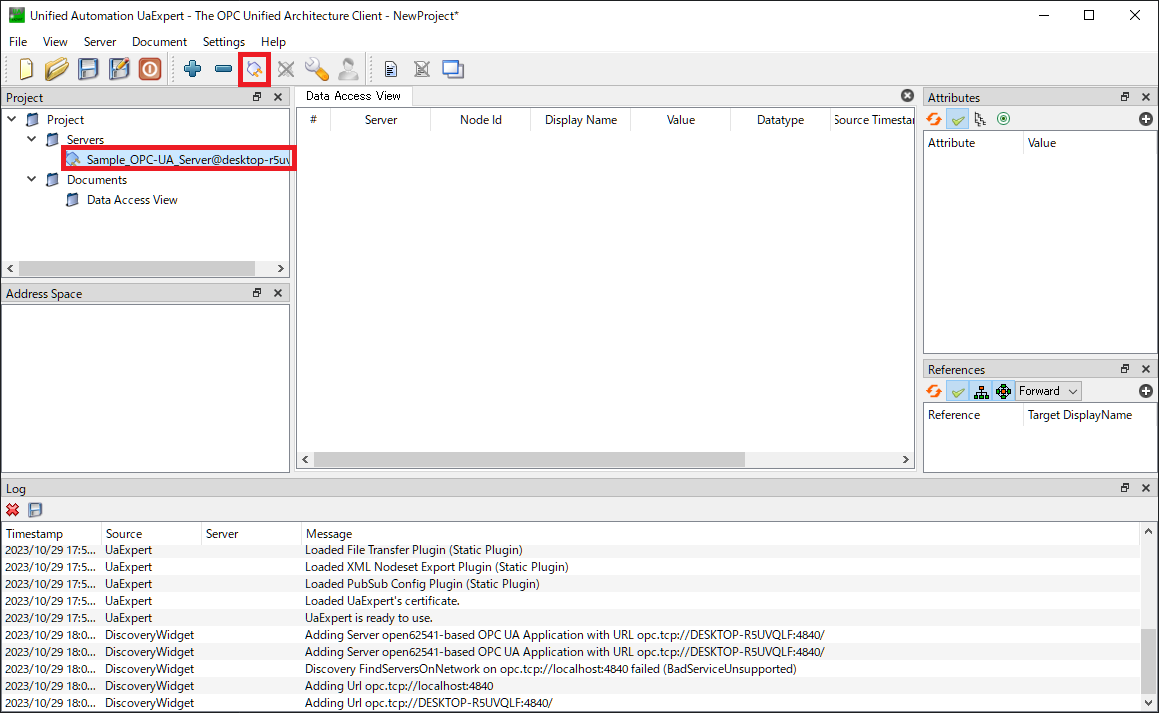 Unified Automation UaExpert - The OPC Unified Architecture Client - NewProject*
File View Server Document Settings Help
Project
Project
Servers
Sample_OPC-UA_Server@desktop-r5uv
Documents
Data Access View
Address Space
Data Access View
# Server Node Id Display Name Value Datatype Source Timestar
Attributes
Attribute Value
References
Forward
Reference Target DisplayName
Log
Timestamp Source Server Message
2023/10/29 17:5... UaExpert Loaded File Transfer Plugin (Static Plugin)
2023/10/29 17:5... UaExpert Loaded XML Nodeset Export Plugin (Static Plugin)
2023/10/29 17:5... UaExpert Loaded PubSub Config Plugin (Static Plugin)
2023/10/29 17:5... UaExpert Loaded UaExpert's certificate.
2023/10/29 17:5... UaExpert UaExpert is ready to use.
2023/10/29 18:0... DiscoveryWidget Adding Server open62541-based OPC UA Application with URL opc.tcp://DESKTOP-R5UVQLF:4840/
2023/10/29 18:0... DiscoveryWidget Adding Server open62541-based OPC UA Application with URL opc.tcp://DESKTOP-R5UVQLF:4840/
2023/10/29 18:0... DiscoveryWidget Discovery FindServersOnNetwork on opc.tcp://localhost:4840 failed (BadServiceUnsupported)
2023/10/29 18:0... DiscoveryWidget Adding Url opc.tcp://localhost:4840
2023/10/29 18:0... DiscoveryWidget Adding Url opc.tcp://DESKTOP-R5UVQLF:4840/